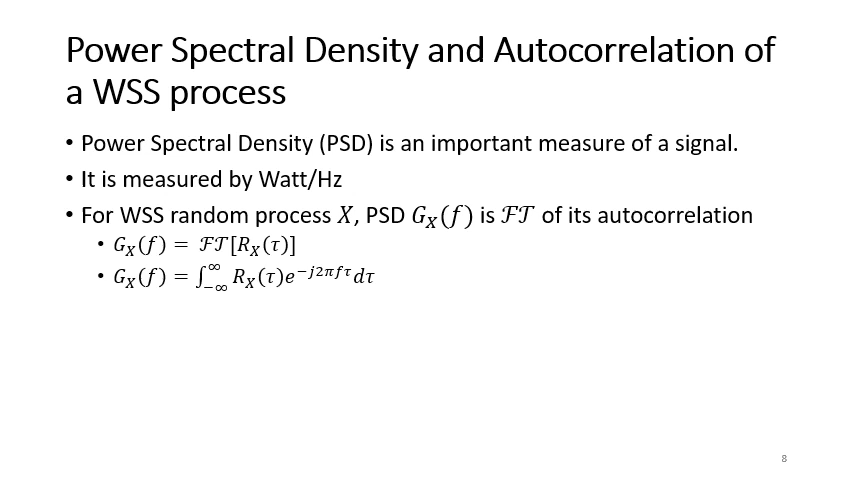 Power Spectral Density and Autocorrelation of
a WSS process
• Power Spectral Density (PSD) is an important measure of a signal.
• It is measured by Watt/Hz
• For WSS random process 𝑋, PSD 𝐺_𝑋(𝑓) is ℱ𝒯 of its autocorrelation
• 𝐺_𝑋(𝑓) = ℱ𝒯[𝑅_𝑋(𝜏)]
• 𝐺_𝑋(𝑓) = ∫_{−∞}^{∞} 𝑅_𝑋(𝜏)𝑒^{−𝑗2𝜋𝑓𝜏}𝑑𝜏
8